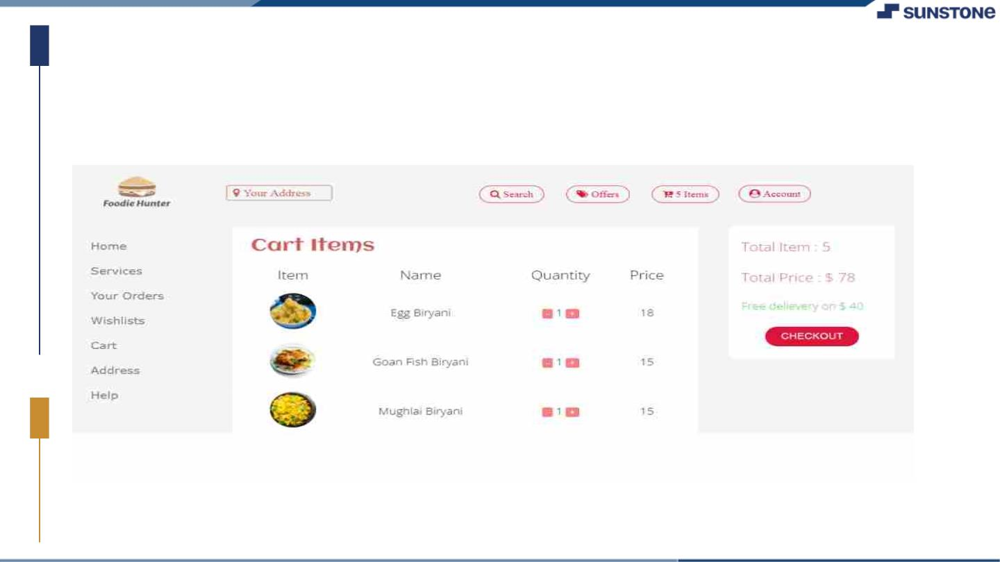 SUNSTONE
Foodie Hunter
Your Address
Search
Offers
5 Items
Account
Home
Services
Your Orders
Wishlists
Cart
Address
Help
Cart Items
Item Name Quantity Price
Egg Biryani - 1 + 18
Goan Fish Biryani - 1 + 15
Mughlai Biryani - 1 + 15
Total Item : 5
Total Price : $ 78
Free delievery on $ 40
CHECKOUT